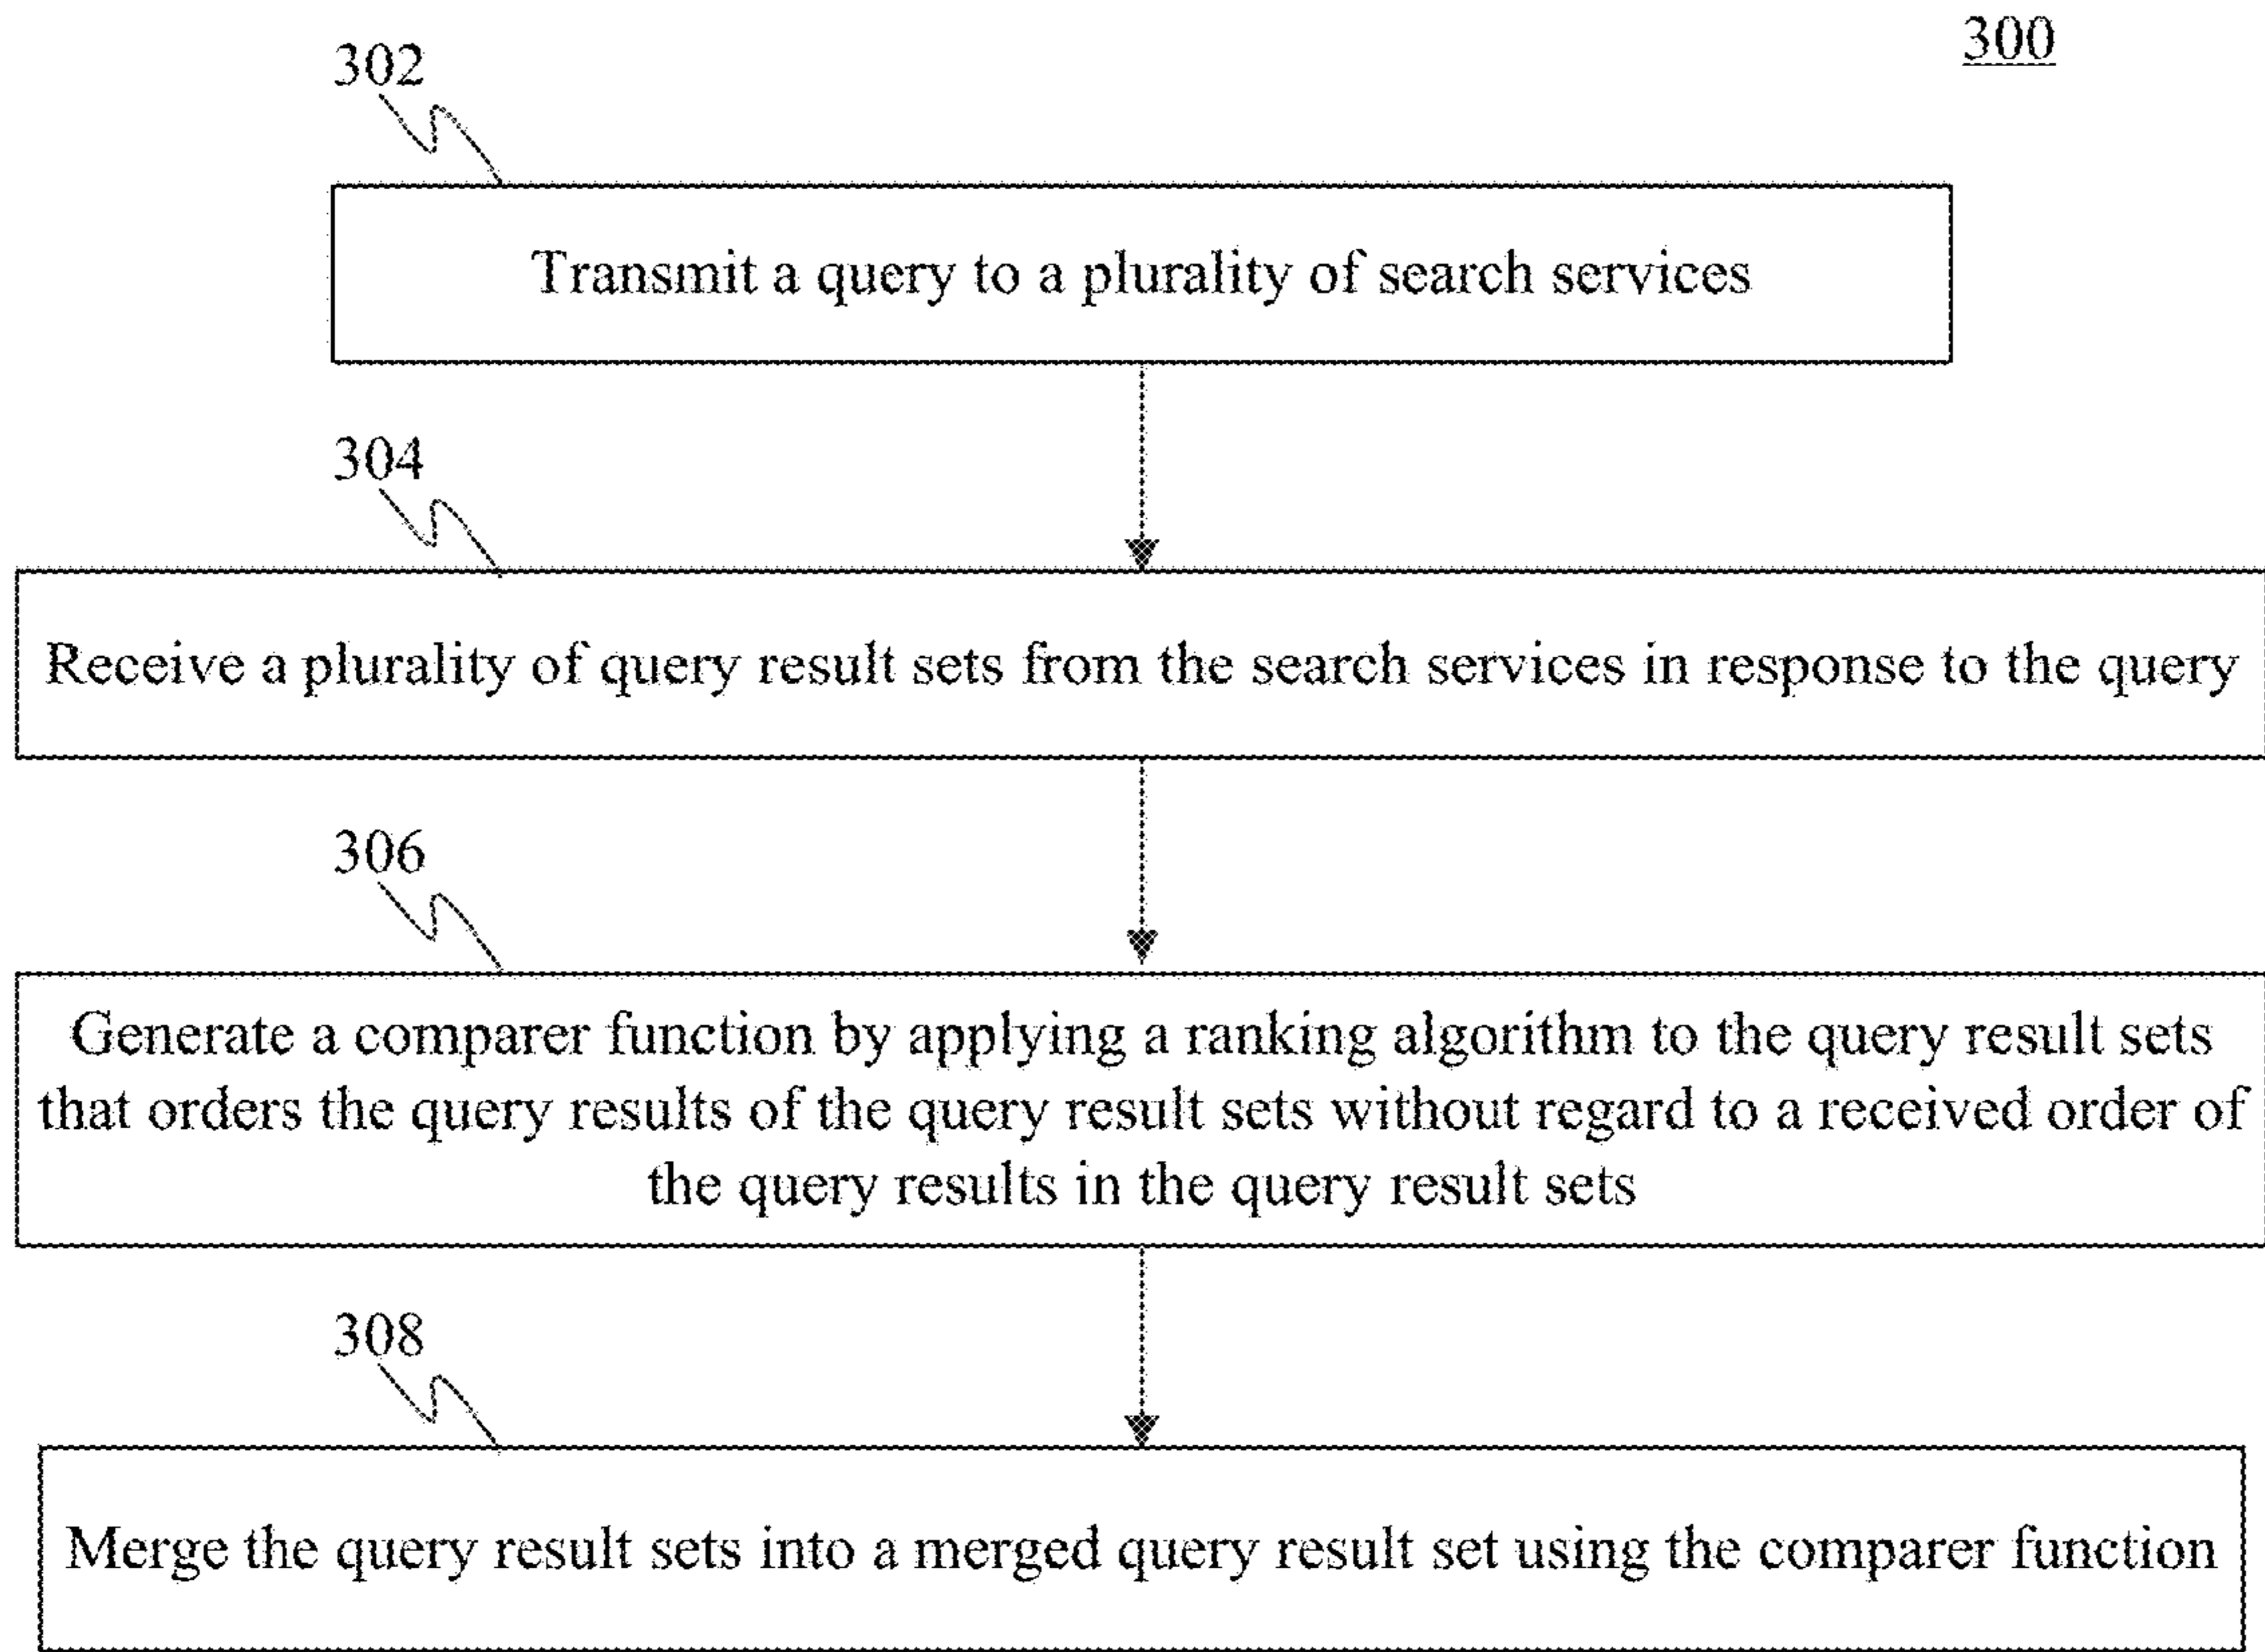 300
302
Transmit a query to a plurality of search services
304
Receive a plurality of query result sets from the search services in response to the query
306
Generate a comparer function by applying a ranking algorithm to the query result sets
that orders the query results of the query result sets without regard to a received order of
the query results in the query result sets
308
Merge the query result sets into a merged query result set using the comparer function